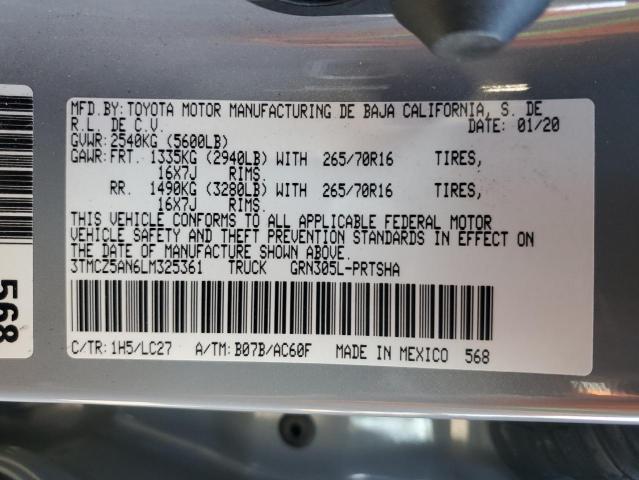 MFD.BY:TOYOTA MOTOR MANUFACTURING DE BAJA CALIFORNIA, S. DE
R.L. DE C.V. DATE: 01/20
GVWR:2540KG (5600LB)
GAWR:FRT. 1335KG (2940LB) WITH 265/70R16 TIRES,
16X7J RIMS.
RR. 1490KG (3280LB) WITH 265/70R16 TIRES,
16X7J RIMS.
THIS VEHICLE CONFORMS TO ALL APPLICABLE FEDERAL MOTOR
VEHICLE SAFETY AND THEFT PREVENTION STANDARDS IN EFFECT ON
THE DATE OF MANUFACTURE SHOWN ABOVE.
3TMCZ5AN6LM325361 TRUCK GRN305L-PRTSHA
C/TR:1H5/LC27 A/TM:B07B/AC60F MADE IN MEXICO 568
568